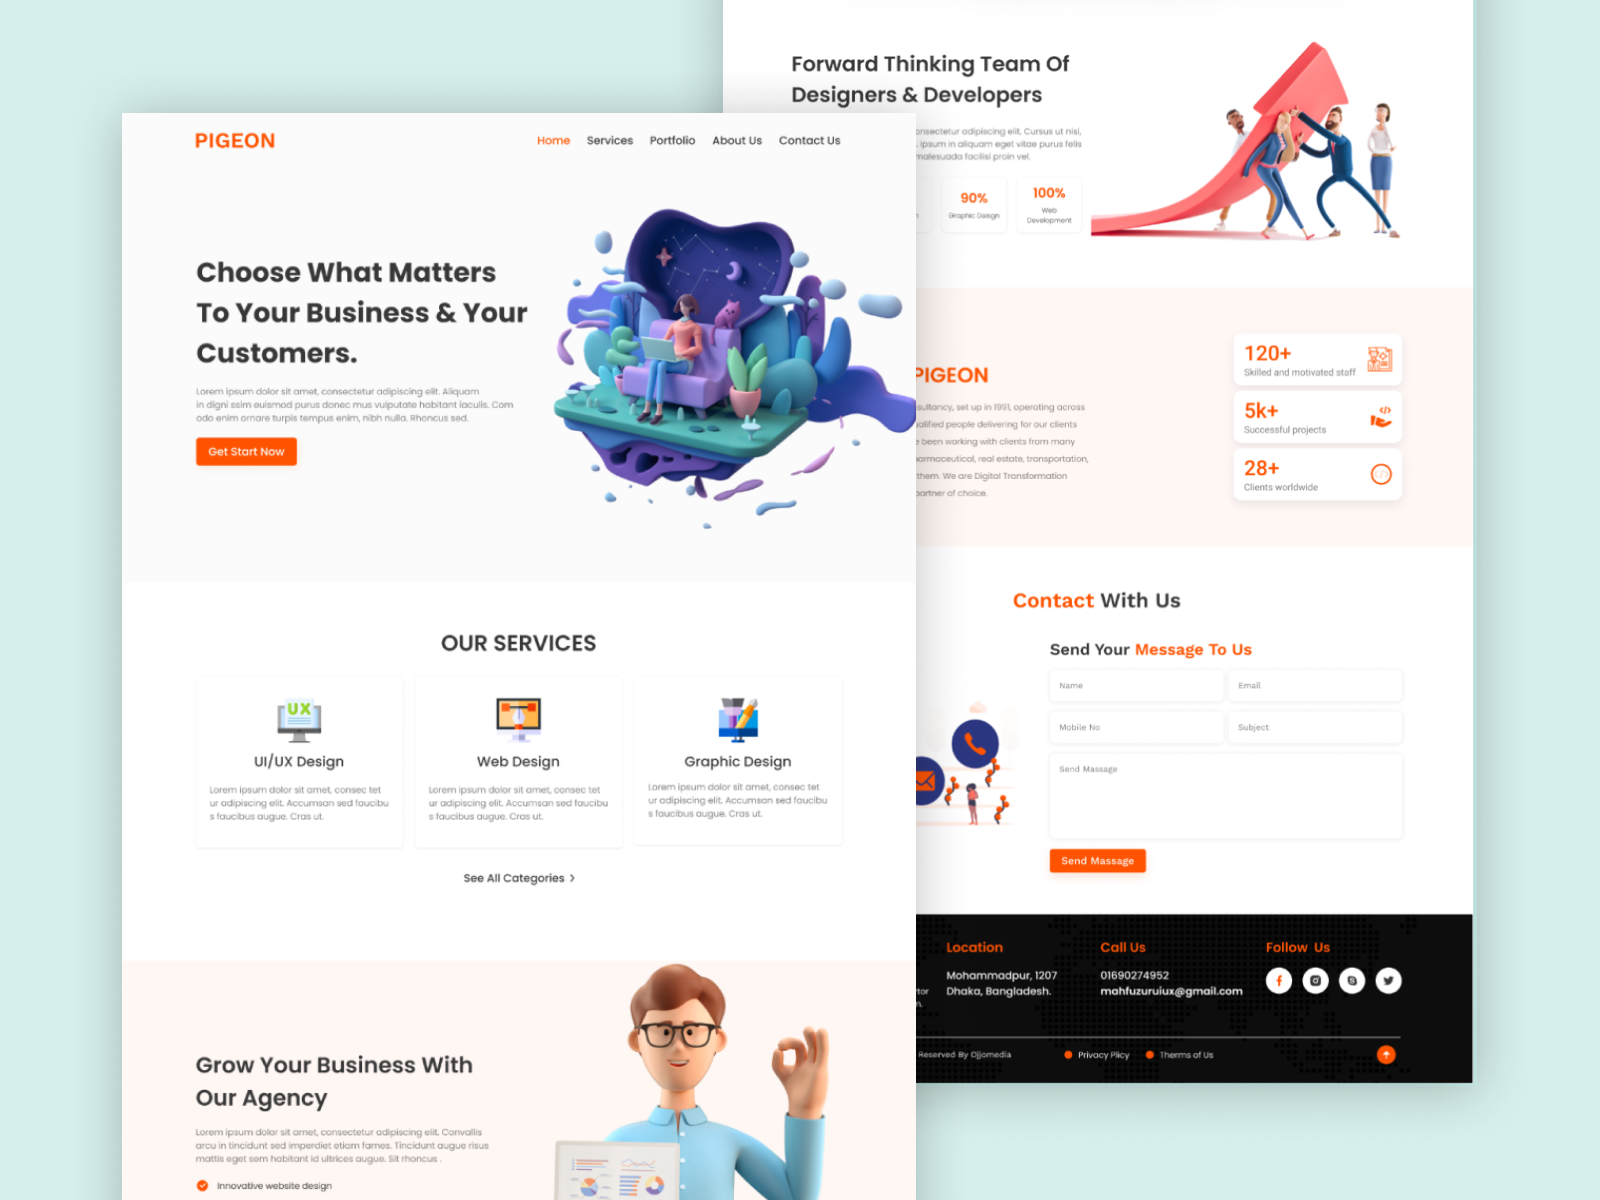 PIGEON
Home Services Portfolio About Us Contact Us
Choose What Matters
To Your Business & Your
Customers.
Lorem ipsum dolor sit amet, consectetur adipiscing elit. Aliquam
in digni ssim euismod purus donec mus vulputate habitant iaculis. Com
odo enim ornare turpis tempus enim, nibh nulla. Rhoncus sed.
Get Start Now
OUR SERVICES
UX
UI/UX Design
Lorem ipsum dolor sit amet, consec tet
ur adipiscing elit. Accumsan sed faucibu
s faucibus augue. Cras ut.
Web Design
Lorem ipsum dolor sit amet, consec tet
ur adipiscing elit. Accumsan sed faucibu
s faucibus augue. Cras ut.
Graphic Design
Lorem ipsum dolor sit amet, consec tet
ur adipiscing elit. Accumsan sed faucibu
s faucibus augue. Cras ut.
See All Categories >
Grow Your Business With
Our Agency
Lorem ipsum dolor sit amet, consectetur adipiscing elit. Convallis
arcu in tincidunt sed imperdiet etiam fames. Tincidunt augue risus
mattis eget sem habitant id ultrices augue. Sit rhoncus .
Innovative website design
Forward Thinking Team Of
Designers & Developers
onsectetur adipiscing elit. Cursus ut nisi,
. Ipsum in aliquam eget vitae purus felis
malesuada facilisi proin vel.
90%
Graphic Design
100%
Web
Development
PIGEON
sultancy, set up in 1991, operating across
alified people delivering for our clients
e been working with clients from many
armaceutical, real estate, transportation,
them. We are Digital Transformation
partner of choice.
120+
Skilled and motivated staff
5k+
Successful projects
28+
Clients worldwide
Contact With Us
Send Your Message To Us
Name Email
Mobile No Subject
Send Massage
Send Massage
Location
Mohammadpur, 1207
Dhaka, Bangladesh.
Call Us
01690274952
mahfuzuruiux@gmail.com
Follow Us
tor
n.
Reserved By Ojjomedia
Privacy Plicy
Therms of Us